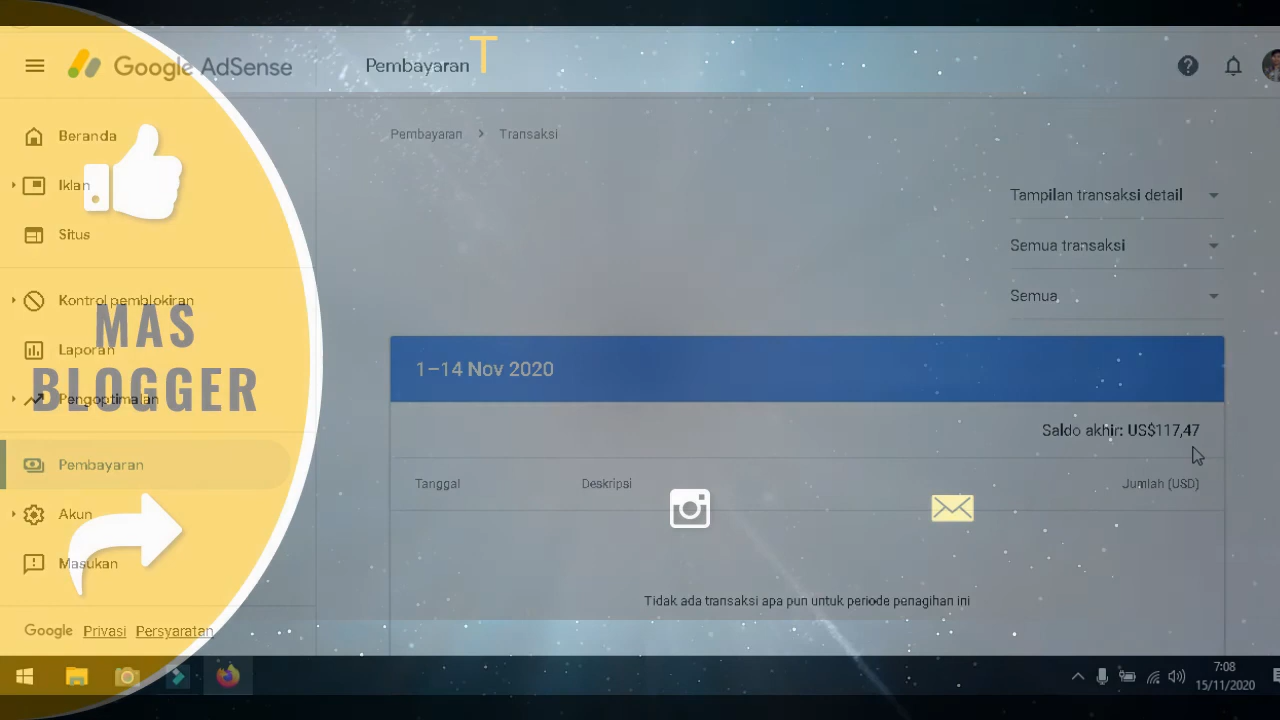 Google AdSense
Pembayaran
T
Beranda
Iklan
Situs
Kontrol pemblokiran
MAS
Laporan
BLOGGER
Pengoptimalan
Pembayaran
Akun
Masukan
Google Privasi Persyaratan
Pembayaran > Transaksi
Tampilan transaksi detail
Semua transaksi
Semua
1–14 Nov 2020
Saldo akhir: US$117,47
Tanggal Deskripsi Jumlah (USD)
Tidak ada transaksi apa pun untuk periode penagihan ini
7:08
15/11/2020